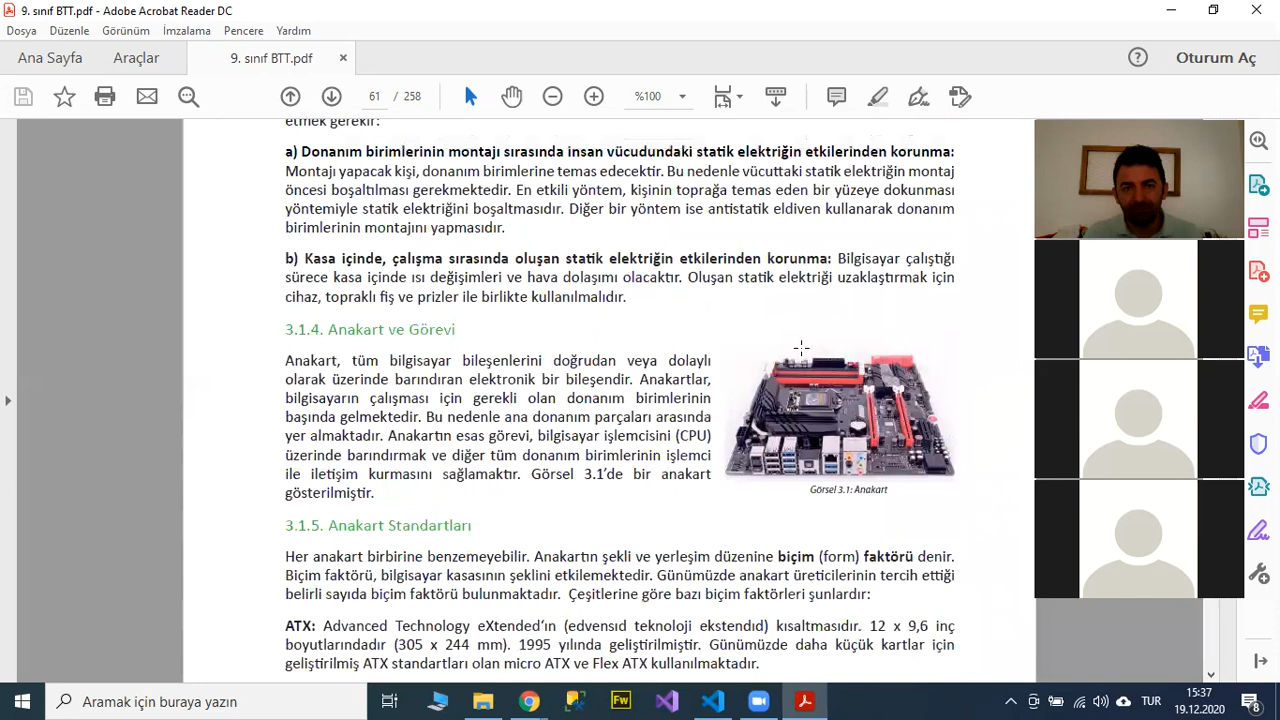 9. sınıf BTT.pdf - Adobe Acrobat Reader DC
Dosya Düzenle Görünüm İmzalama Pencere Yardım
Ana Sayfa Araçlar 9. sınıf BTT.pdf × Oturum Aç
61 / 258 %100
etmek gerekir:
a) Donanım birimlerinin montajı sırasında insan vücudundaki statik elektriğin etkilerinden korunma:
Montajı yapacak kişi, donanım birimlerine temas edecektir. Bu nedenle vücuttaki statik elektriğin montaj
öncesi boşaltılması gerekmektedir. En etkili yöntem, kişinin toprağa temas eden bir yüzeye dokunması
yöntemiyle statik elektriğini boşaltmasıdır. Diğer bir yöntem ise antistatik eldiven kullanarak donanım
birimlerinin montajını yapmasıdır.
b) Kasa içinde, çalışma sırasında oluşan statik elektriğin etkilerinden korunma: Bilgisayar çalıştığı
sürece kasa içinde ısı değişimleri ve hava dolaşımı olacaktır. Oluşan statik elektriği uzaklaştırmak için
cihaz, topraklı fiş ve prizler ile birlikte kullanılmalıdır.
3.1.4. Anakart ve Görevi
Anakart, tüm bilgisayar bileşenlerini doğrudan veya dolaylı
olarak üzerinde barındıran elektronik bir bileşendir. Anakartlar,
bilgisayarın çalışması için gerekli olan donanım birimlerinin
başında gelmektedir. Bu nedenle ana donanım parçaları arasında
yer almaktadır. Anakartın esas görevi, bilgisayar işlemcisini (CPU)
üzerinde barındırmak ve diğer tüm donanım birimlerinin işlemci
ile iletişim kurmasını sağlamaktır. Görsel 3.1'de bir anakart
gösterilmiştir.
Görsel 3.1: Anakart
3.1.5. Anakart Standartları
Her anakart birbirine benzemeyebilir. Anakartın şekli ve yerleşim düzenine biçim (form) faktörü denir.
Biçim faktörü, bilgisayar kasasının şeklini etkilemektedir. Günümüzde anakart üreticilerinin tercih ettiği
belirli sayıda biçim faktörü bulunmaktadır. Çeşitlerine göre bazı biçim faktörleri şunlardır:
ATX: Advanced Technology eXtended'ın (edvensıd teknoloji ekstendıd) kısaltmasıdır. 12 x 9,6 inç
boyutlarındadır (305 x 244 mm). 1995 yılında geliştirilmiştir. Günümüzde daha küçük kartlar için
geliştirilmiş ATX standartları olan micro ATX ve Flex ATX kullanılmaktadır.
Aramak için buraya yazın
Fw
TUR
15:37
19.12.2020
8